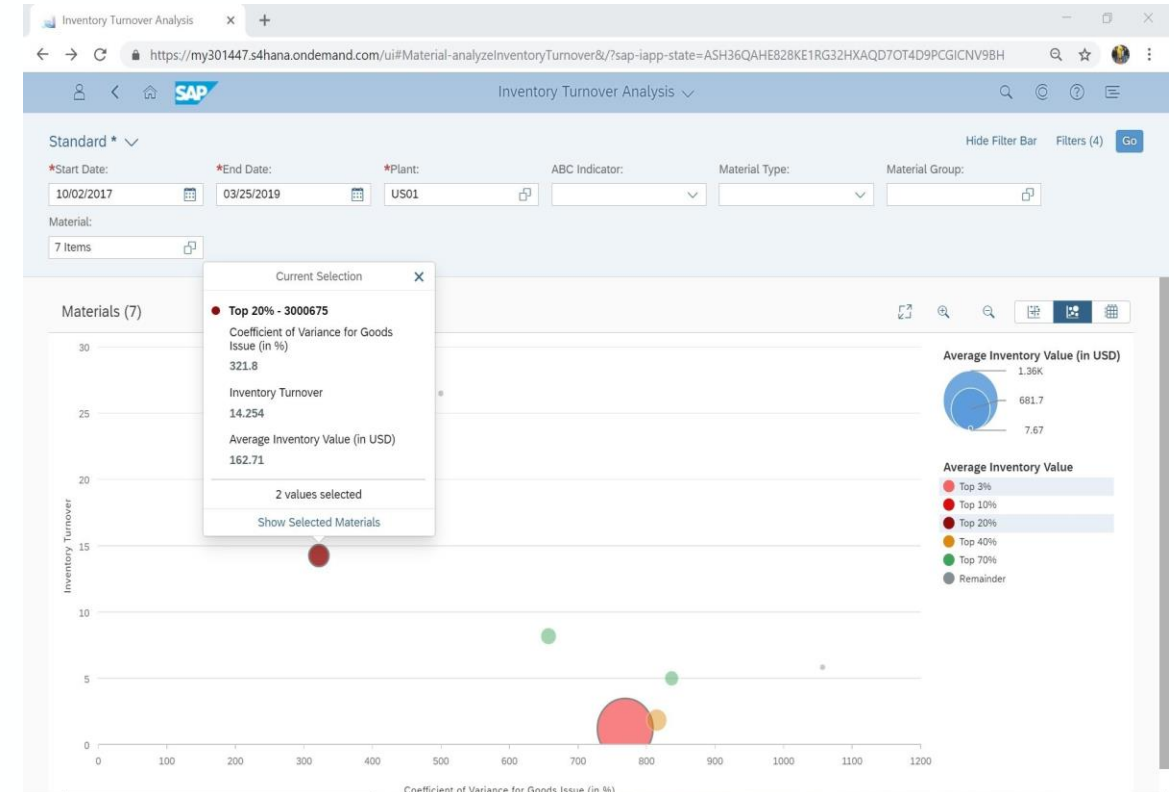 Inventory Turnover Analysis
https://my301447.s4hana.ondemand.com/ui#Material-analyzeInventoryTurnover&/?sap-iapp-state=ASH36QAHE828KE1RG32HXAQD7OT4D9PCGICNV9BH
SAP
Inventory Turnover Analysis
Standard *
Hide Filter Bar Filters (4) Go
*Start Date: *End Date: *Plant: ABC Indicator: Material Type: Material Group:
10/02/2017 03/25/2019 US01
Material:
7 Items
Current Selection
Materials (7)
Top 20% - 3000675
Coefficient of Variance for Goods
Issue (in %)
321.8
Inventory Turnover
14.254
Average Inventory Value (in USD)
162.71
2 values selected
Show Selected Materials
Inventory Turnover
30
25
20
15
10
5
0
0 100 200 300 400 500 600 700 800 900 1000 1100 1200
Coefficient of Variance for Goods Issue (in %)
Average Inventory Value (in USD)
1.36K
681.7
7.67
Average Inventory Value
Top 3%
Top 10%
Top 20%
Top 40%
Top 70%
Remainder